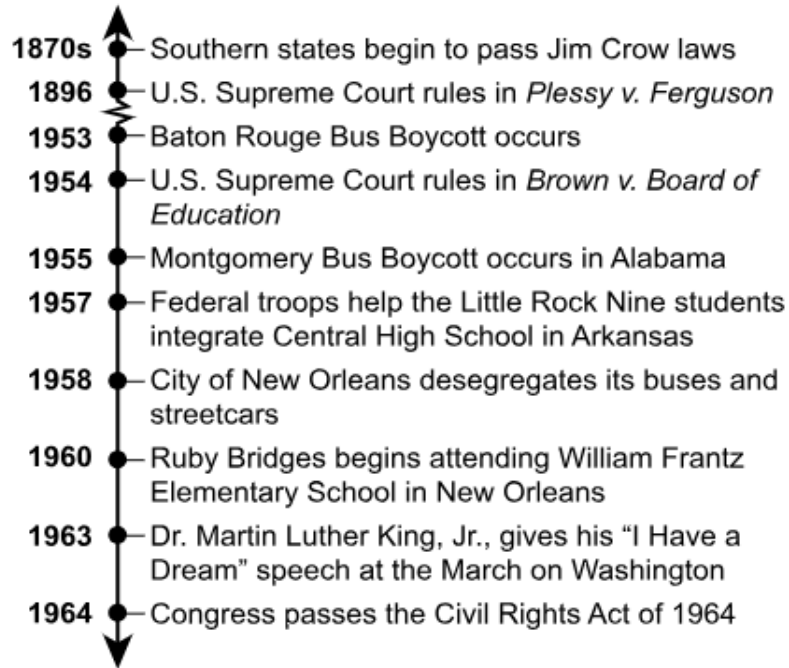 1870s Southern states begin to pass Jim Crow laws
1896 U.S. Supreme Court rules in Plessy v. Ferguson
1953 Baton Rouge Bus Boycott occurs
1954 U.S. Supreme Court rules in Brown v. Board of
Education
1955 Montgomery Bus Boycott occurs in Alabama
1957 Federal troops help the Little Rock Nine students
integrate Central High School in Arkansas
1958 City of New Orleans desegregates its buses and
streetcars
1960 Ruby Bridges begins attending William Frantz
Elementary School in New Orleans
1963 Dr. Martin Luther King, Jr., gives his “I Have a
Dream” speech at the March on Washington
1964 Congress passes the Civil Rights Act of 1964